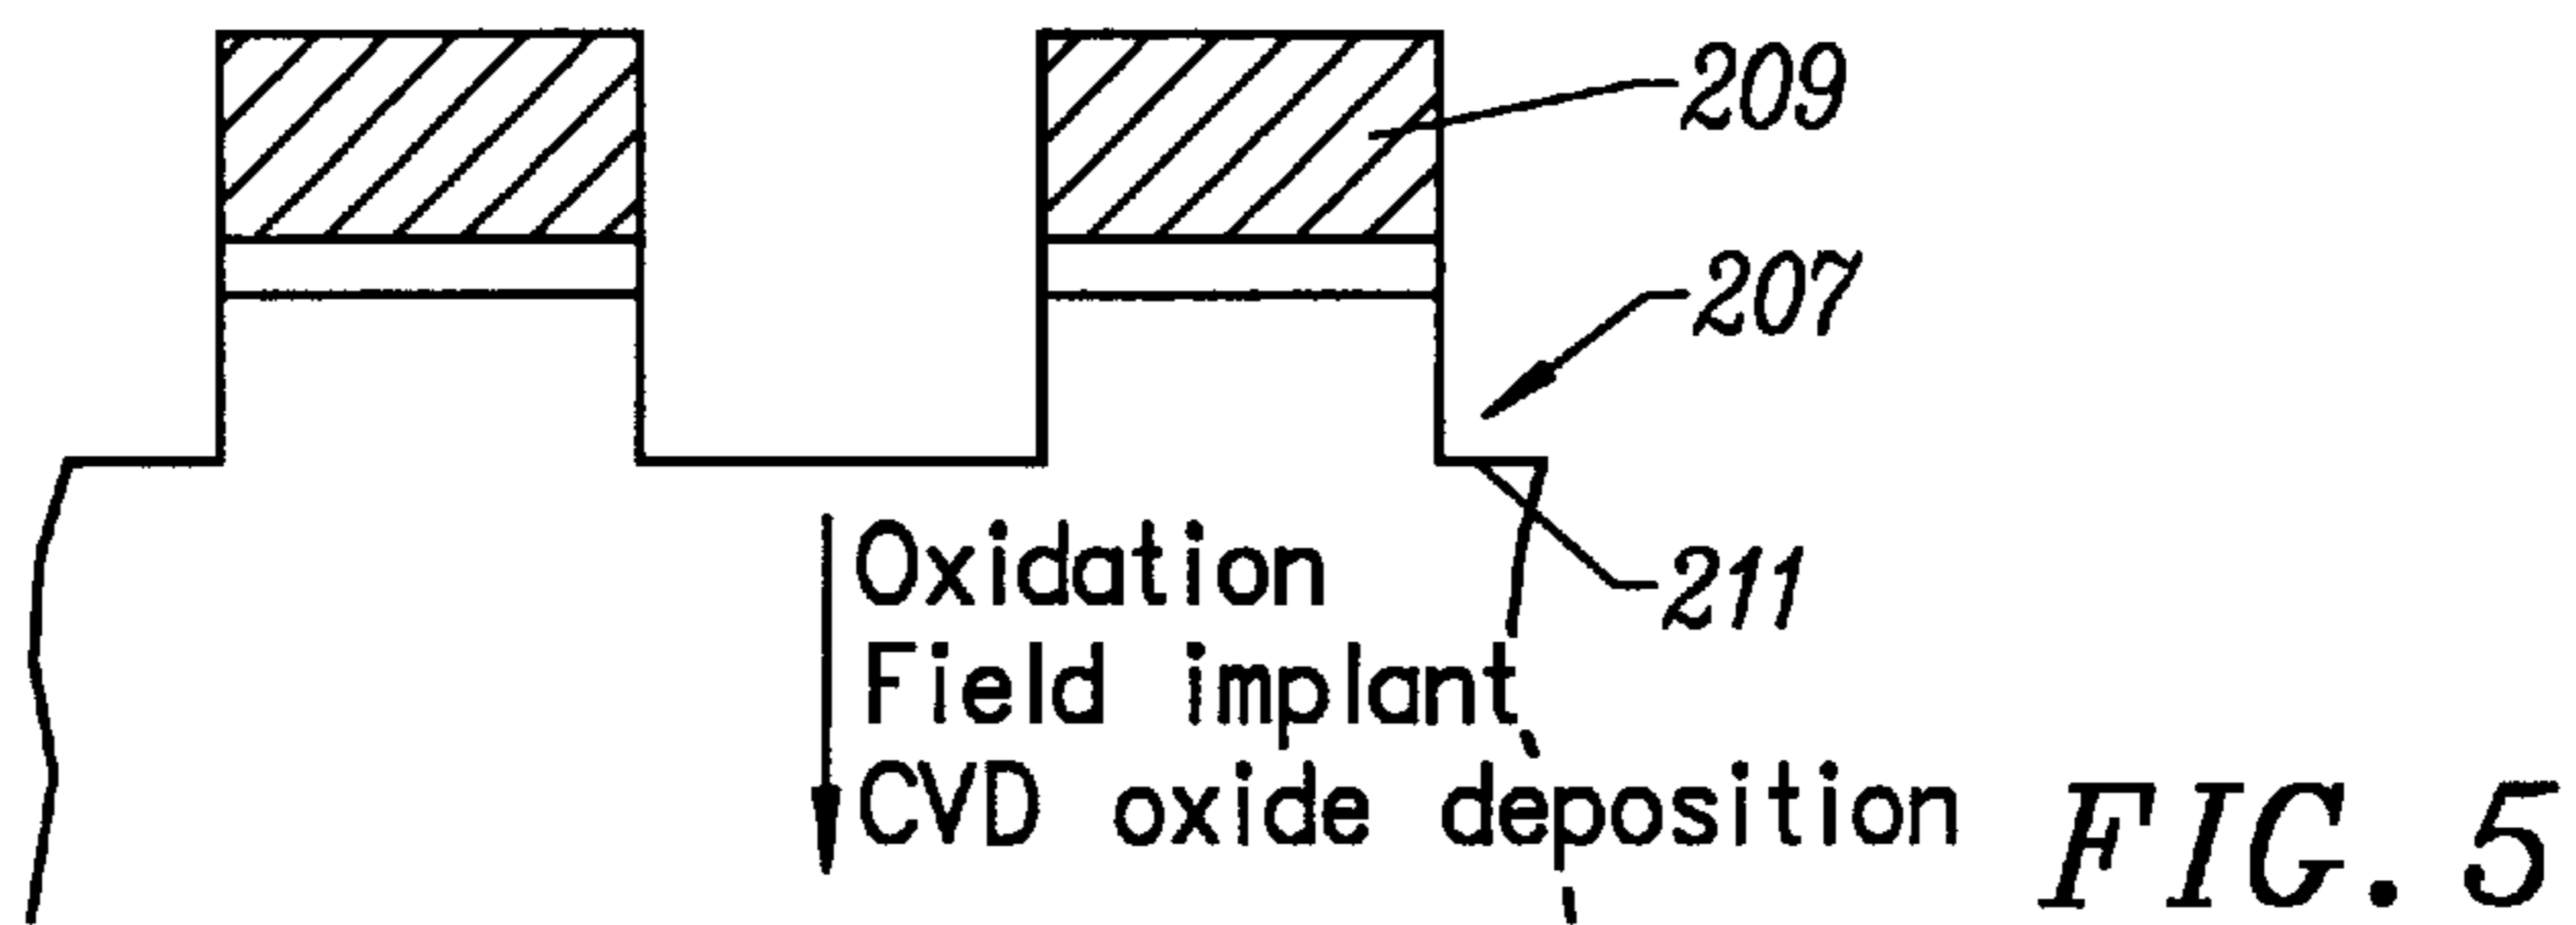 209
207
211
Oxidation
Field implant
CVD oxide deposition
FIG. 5